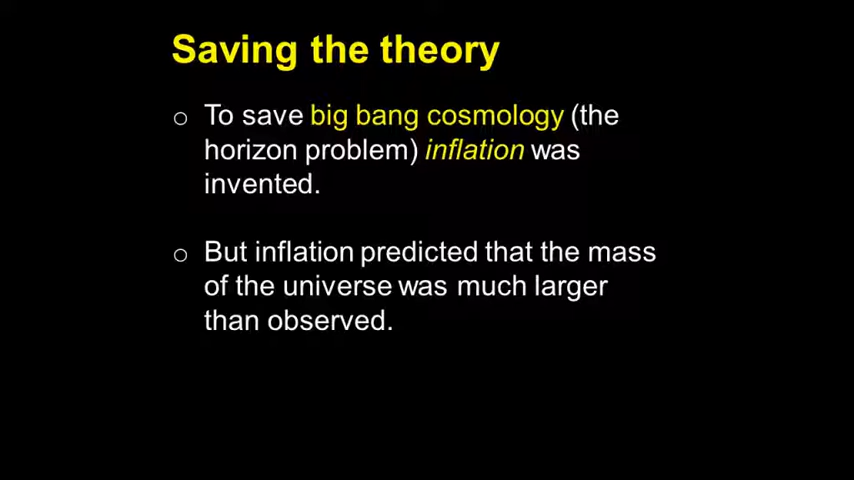 Saving the theory
o To save big bang cosmology (the
horizon problem) inflation was
invented.
o But inflation predicted that the mass
of the universe was much larger
than observed.